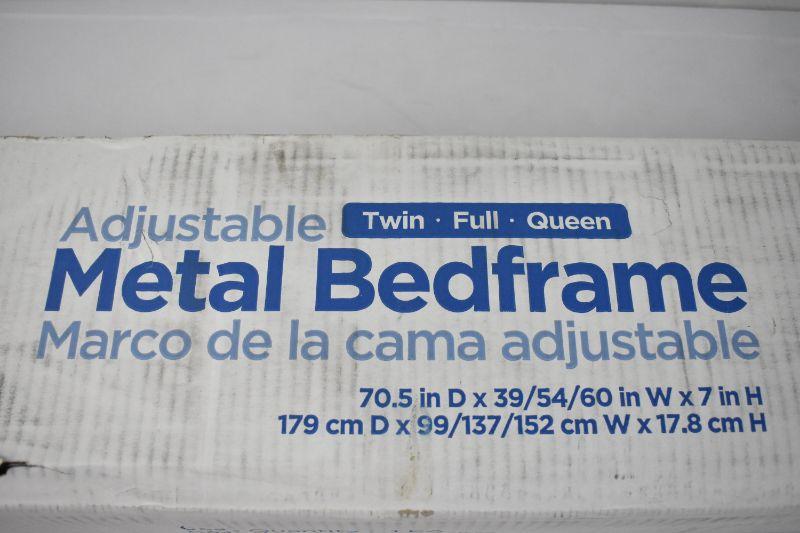 Adjustable Twin · Full · Queen
Metal Bedframe
Marco de la cama adjustable
70.5 in D x 39/54/60 in W x 7 in H
179 cm D x 99/137/152 cm W x 17.8 cm H